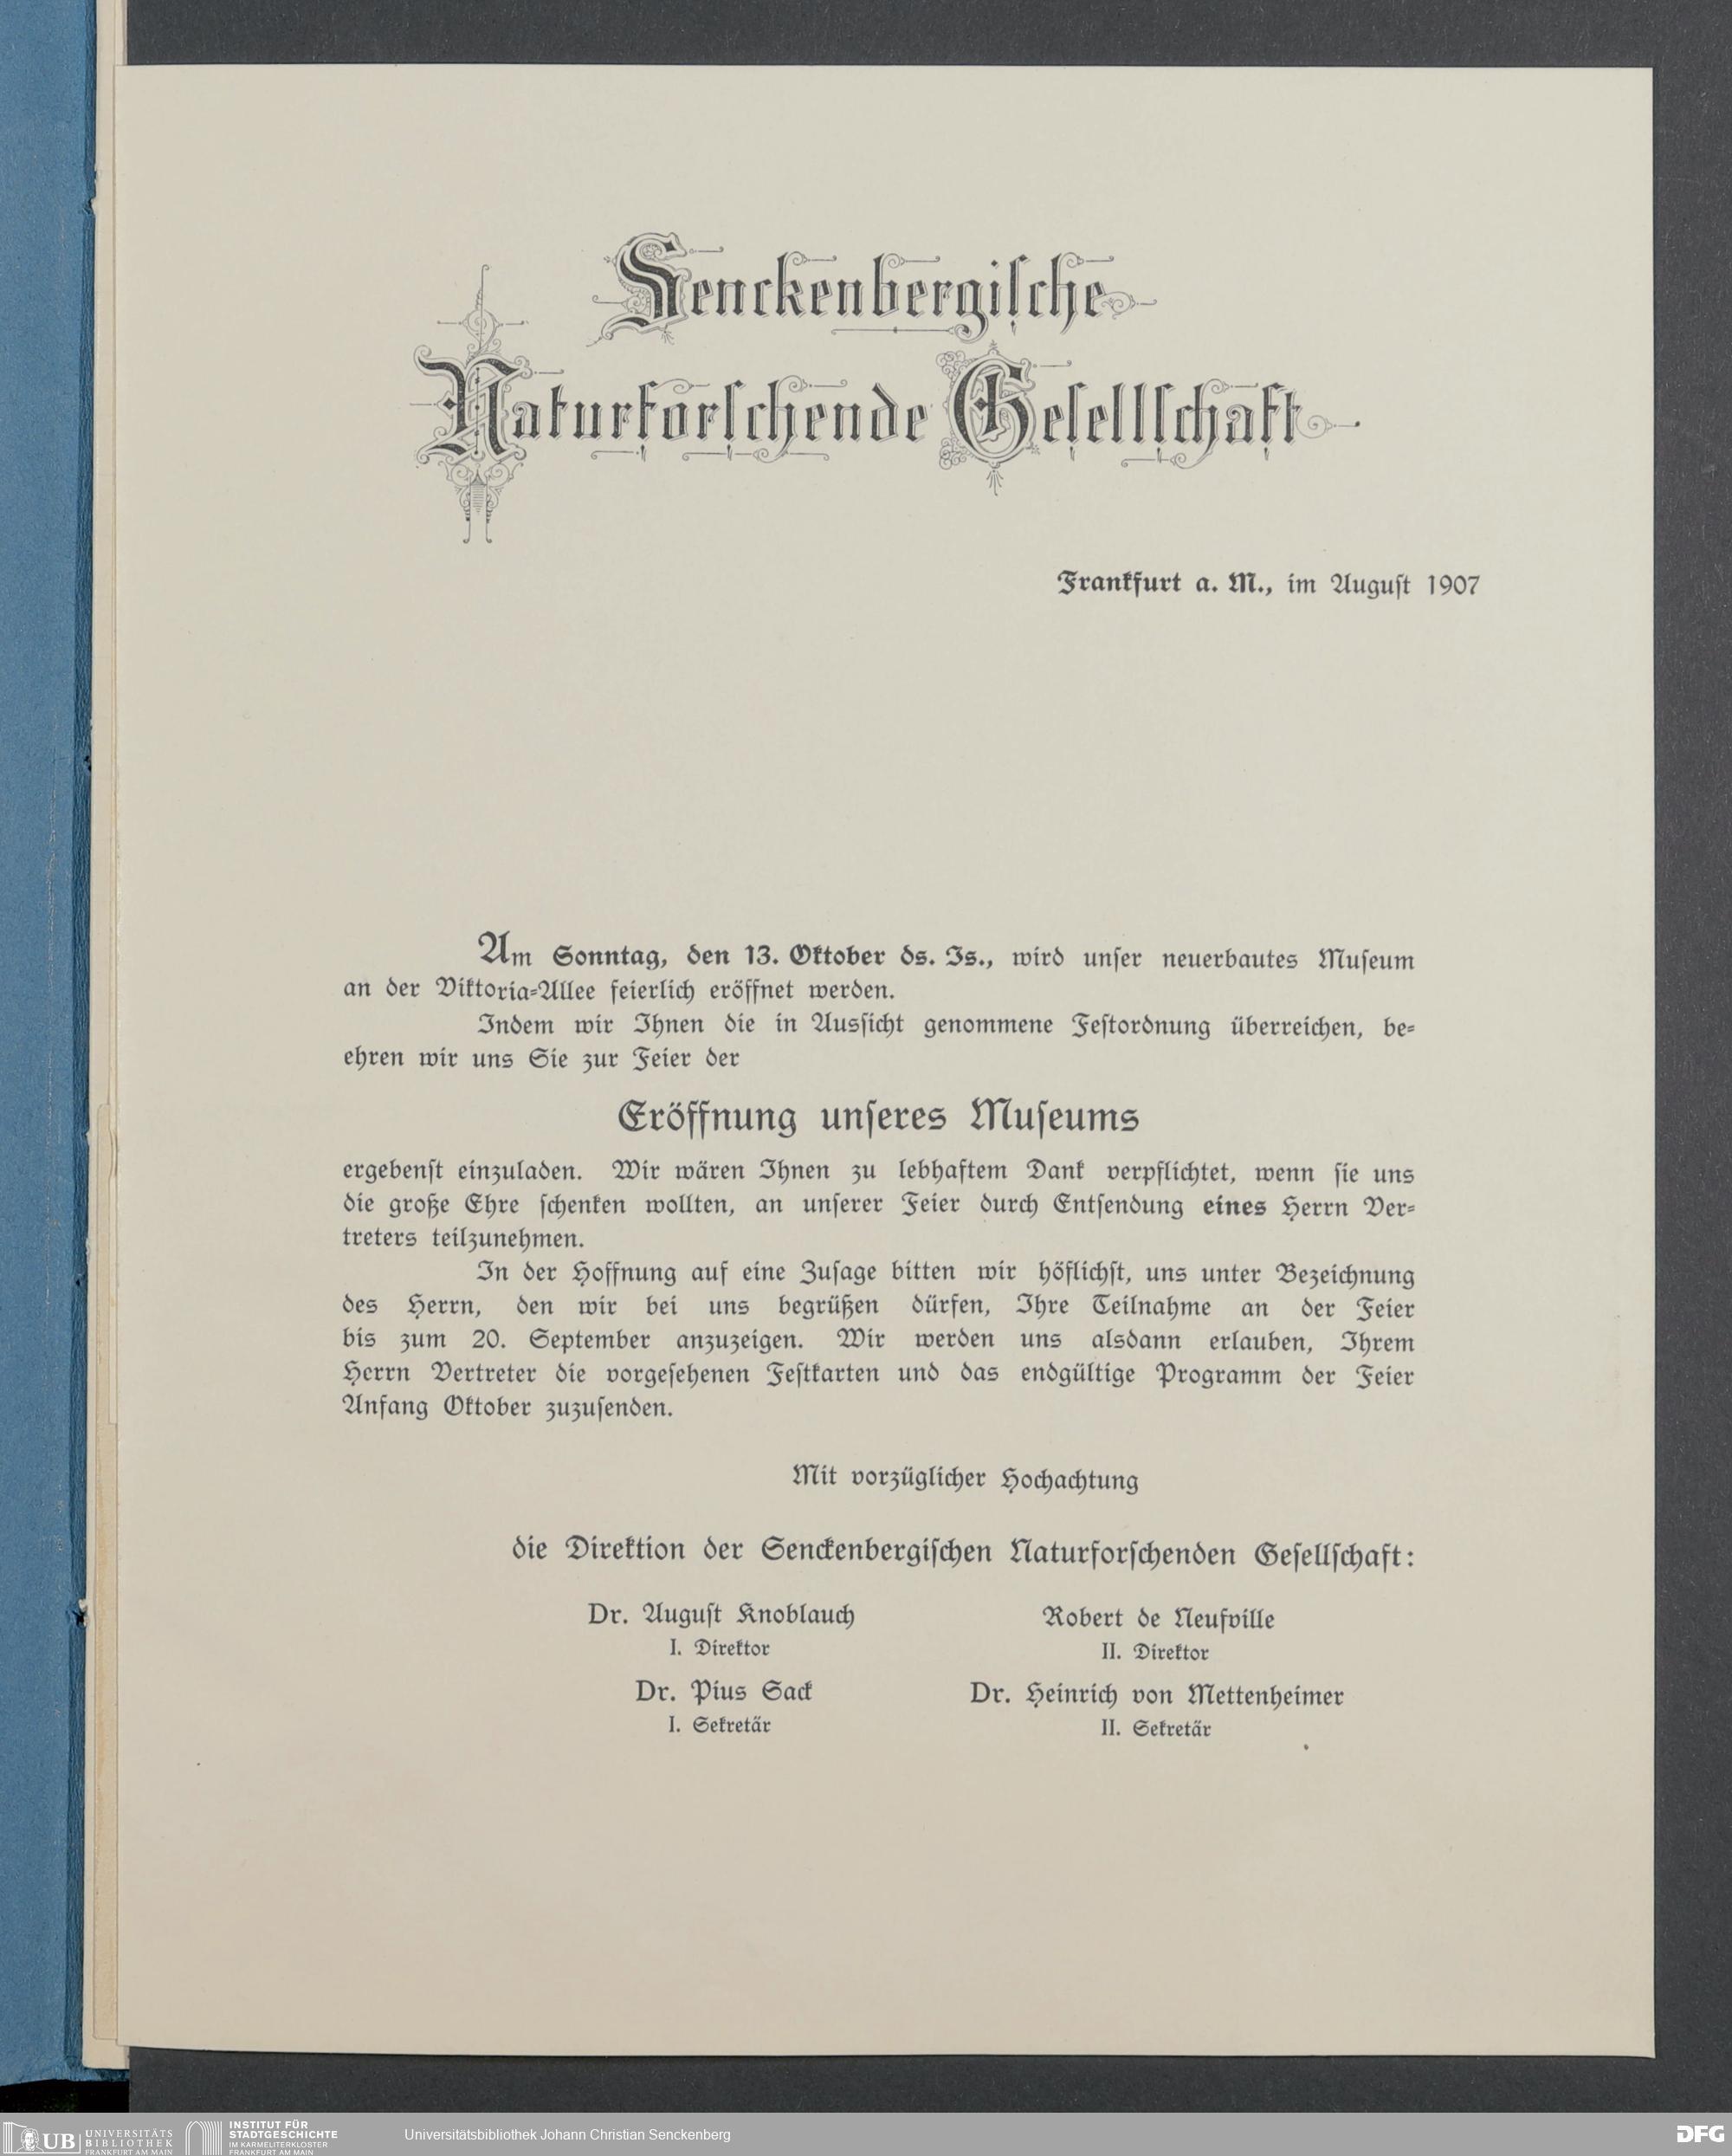 Senckenbergische
Naturforschende Gesellschaft
Frankfurt a. M., im August 1907
Am Sonntag, den 13. Oktober ds. Js., wird unser neuerbautes Museum
an der Viktoria-Allee feierlich eröffnet werden.
Indem wir Ihnen die in Aussicht genommene Festordnung überreichen, be-
ehren wir uns Sie zur Feier der
Eröffnung unseres Museums
ergebenst einzuladen. Wir wären Ihnen zu lebhaftem Dank verpflichtet, wenn sie uns
die große Ehre schenken wollten, an unserer Feier durch Entsendung eines Herrn Ver-
treters teilzunehmen.
In der Hoffnung auf eine Zusage bitten wir höflichst, uns unter Bezeichnung
des Herrn, den wir bei uns begrüßen dürfen, Ihre Teilnahme an der Feier
bis zum 20. September anzuzeigen. Wir werden uns alsdann erlauben, Ihrem
Herrn Vertreter die vorgesehenen Festkarten und das endgültige Programm der Feier
Anfang Oktober zuzusenden.
Mit vorzüglicher Hochachtung
die Direktion der Senckenbergischen Naturforschenden Gesellschaft:
Dr. August Knoblauch Robert de Neufville
I. Direktor II. Direktor
Dr. Pius Sack Dr. Heinrich von Mettenheimer
I. Sekretär II. Sekretär
UB UNIVERSITÄTS
BIBLIOTHEK
FRANKFURT AM MAIN
INSTITUT FÜR
STADTGESCHICHTE
IM KARMELITERKLOSTER
FRANKFURT AM MAIN
Universitätsbibliothek Johann Christian Senckenberg
DFG